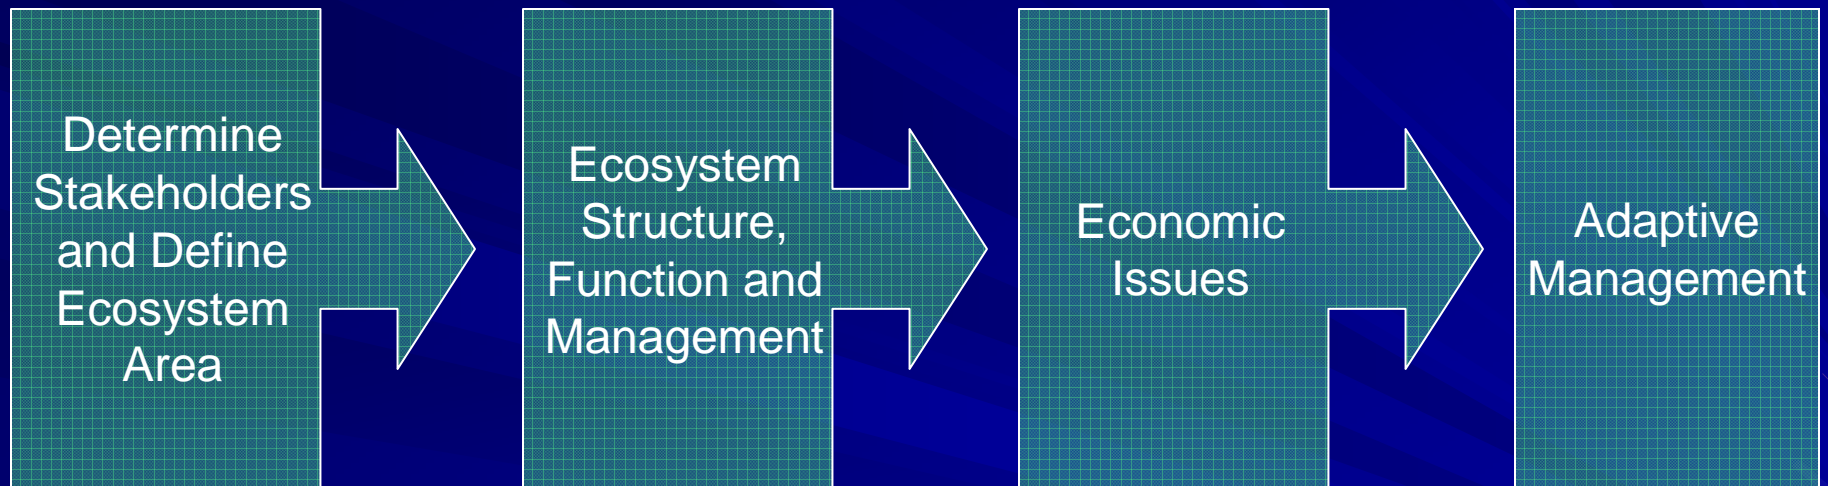 Determine
Stakeholders
and Define
Ecosystem
Area
Ecosystem
Structure,
Function and
Management
Economic
Issues
Adaptive
Management